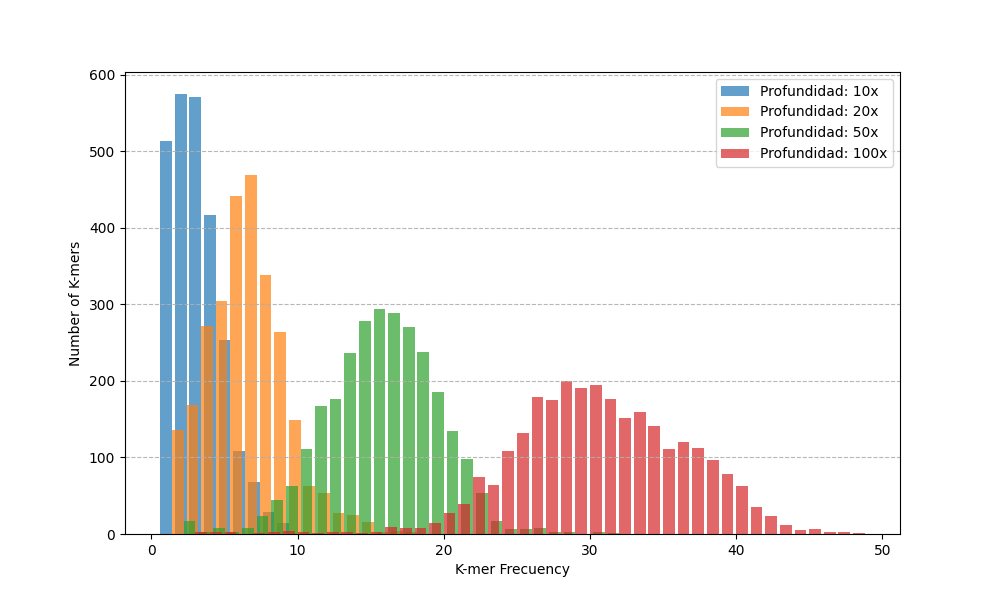 600
500
400
300
200
100
0
Number of K-mers
Profundidad: 10x
Profundidad: 20x
Profundidad: 50x
Profundidad: 100x
0 10 20 30 40 50
K-mer Frecuency